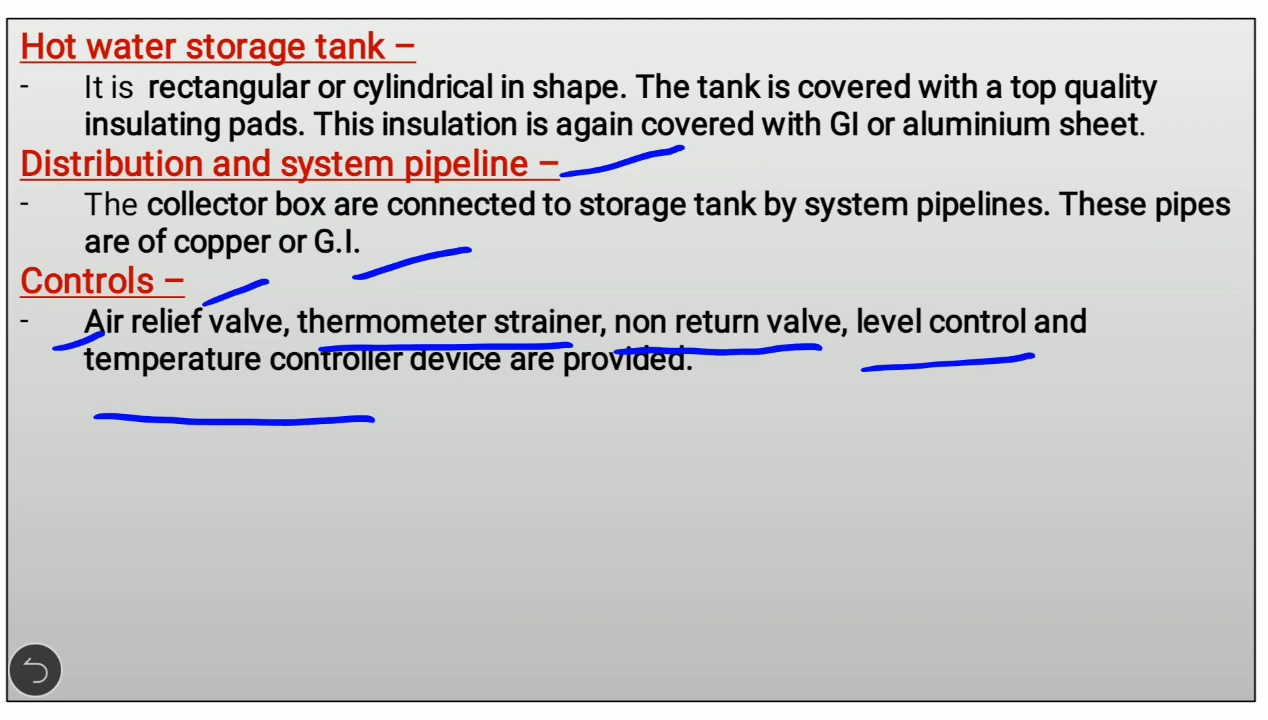 Hot water storage tank –
- It is rectangular or cylindrical in shape. The tank is covered with a top quality
insulating pads. This insulation is again covered with GI or aluminium sheet.
Distribution and system pipeline –
- The collector box are connected to storage tank by system pipelines. These pipes
are of copper or G.I.
Controls –
- Air relief valve, thermometer strainer, non return valve, level control and
temperature controller device are provided.